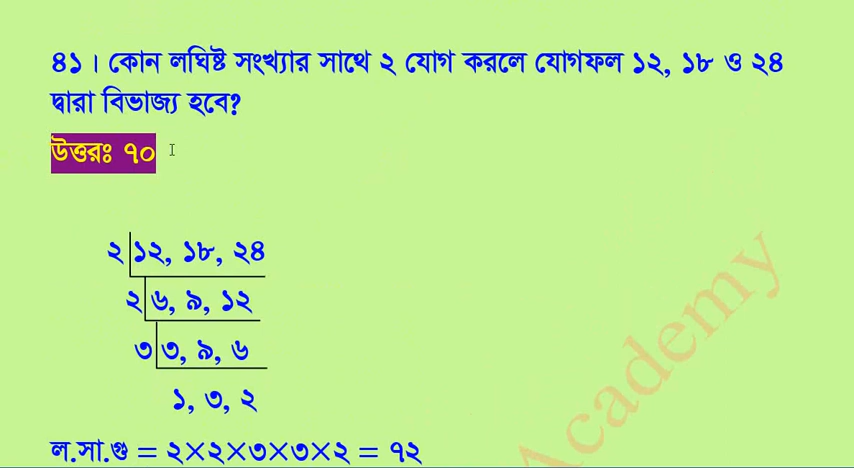 ৪১। কোন লঘিষ্ট সংখ্যার সাথে ২ যোগ করলে যোগফল ১২, ১৮ ও ২৪
দ্বারা বিভাজ্য হবে?
উত্তরঃ ৭০
২ ১২, ১৮, ২৪
২ ৬, ৯, ১২
৩ ৩, ৯, ৬
১, ৩, ২
ল.সা.গু = ২×২×৩×৩×২ = ৭২
Academy